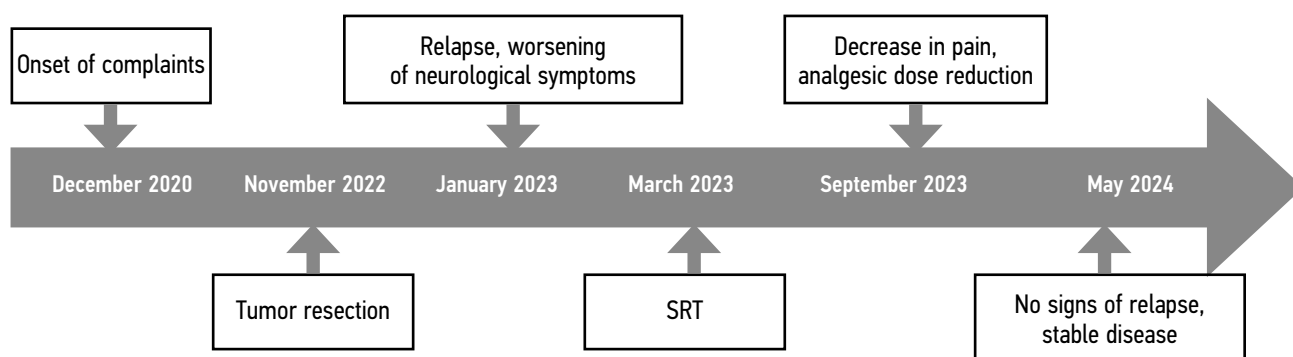 Onset of complaints
Relapse, worsening
of neurological symptoms
Decrease in pain,
analgesic dose reduction
December 2020
November 2022
January 2023
March 2023
September 2023
May 2024
Tumor resection
SRT
No signs of relapse,
stable disease